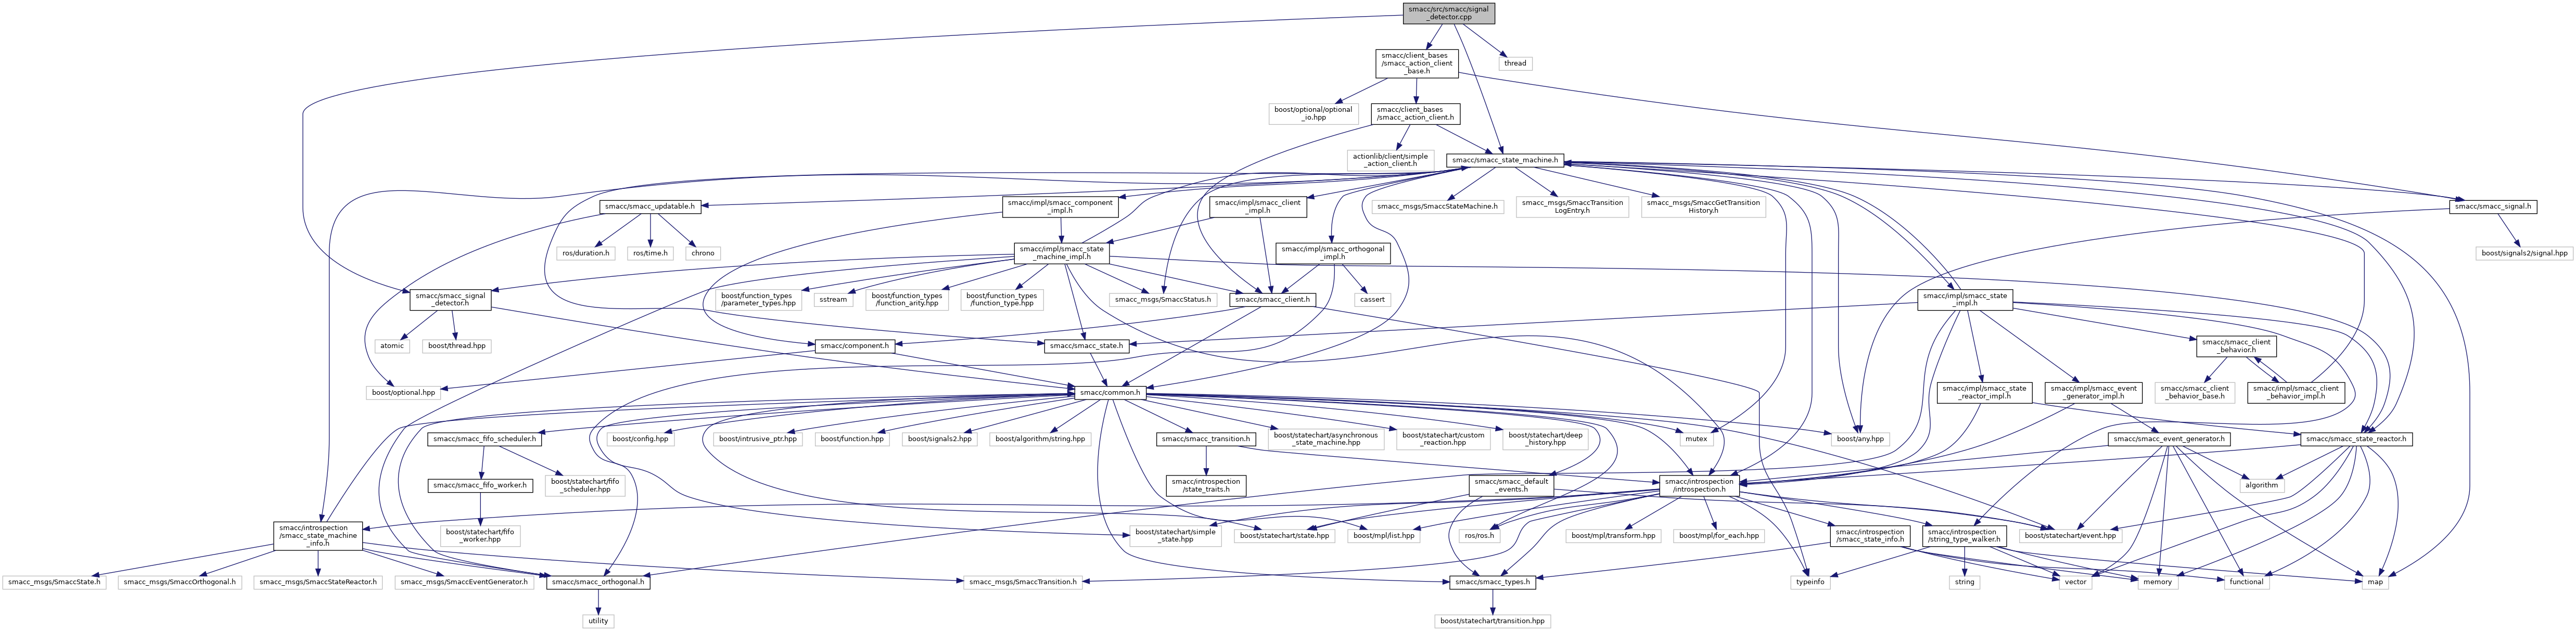 smacc/src/smacc/signal
_detector.cpp
smacc/client_bases
/smacc_action_client
_base.h
thread
boost/optional/optional
_io.hpp
smacc/client_bases
/smacc_action_client.h
actionlib/client/simple
_action_client.h
smacc/smacc_state_machine.h
smacc/smacc_updatable.h
smacc/impl/smacc_component
_impl.h
smacc/impl/smacc_client
_impl.h
smacc_msgs/SmaccStateMachine.h
smacc_msgs/SmaccTransition
LogEntry.h
smacc_msgs/SmaccGetTransition
History.h
smacc/smacc_signal.h
ros/duration.h
ros/time.h
chrono
smacc/impl/smacc_state
_machine_impl.h
smacc/impl/smacc_orthogonal
_impl.h
boost/signals2/signal.hpp
smacc/smacc_signal
_detector.h
boost/function_types
/parameter_types.hpp
sstream
boost/function_types
/function_arity.hpp
boost/function_types
/function_type.hpp
smacc_msgs/SmaccStatus.h
smacc/smacc_client.h
cassert
smacc/impl/smacc_state
_impl.h
atomic
boost/thread.hpp
smacc/component.h
smacc/smacc_state.h
smacc/smacc_client
_behavior.h
boost/optional.hpp
smacc/common.h
smacc/impl/smacc_state
_reactor_impl.h
smacc/impl/smacc_event
_generator_impl.h
smacc/smacc_client
_behavior_base.h
smacc/impl/smacc_client
_behavior_impl.h
smacc/smacc_fifo_scheduler.h
boost/config.hpp
boost/intrusive_ptr.hpp
boost/function.hpp
boost/signals2.hpp
boost/algorithm/string.hpp
smacc/smacc_transition.h
boost/statechart/asynchronous
_state_machine.hpp
boost/statechart/custom
_reaction.hpp
boost/statechart/deep
_history.hpp
mutex
boost/any.hpp
smacc/smacc_event_generator.h
smacc/smacc_state_reactor.h
smacc/smacc_fifo_worker.h
boost/statechart/fifo
_scheduler.hpp
smacc/introspection
/state_traits.h
smacc/smacc_default
_events.h
smacc/introspection
/introspection.h
algorithm
smacc/introspection
/smacc_state_machine
_info.h
boost/statechart/fifo
_worker.hpp
boost/statechart/simple
_state.hpp
boost/statechart/state.hpp
boost/mpl/list.hpp
ros/ros.h
boost/mpl/transform.hpp
boost/mpl/for_each.hpp
smacc/introspection
/smacc_state_info.h
smacc/introspection
/string_type_walker.h
boost/statechart/event.hpp
smacc_msgs/SmaccState.h
smacc_msgs/SmaccOrthogonal.h
smacc_msgs/SmaccStateReactor.h
smacc_msgs/SmaccEventGenerator.h
smacc/smacc_orthogonal.h
smacc_msgs/SmaccTransition.h
smacc/smacc_types.h
typeinfo
string
vector
memory
functional
map
utility
boost/statechart/transition.hpp